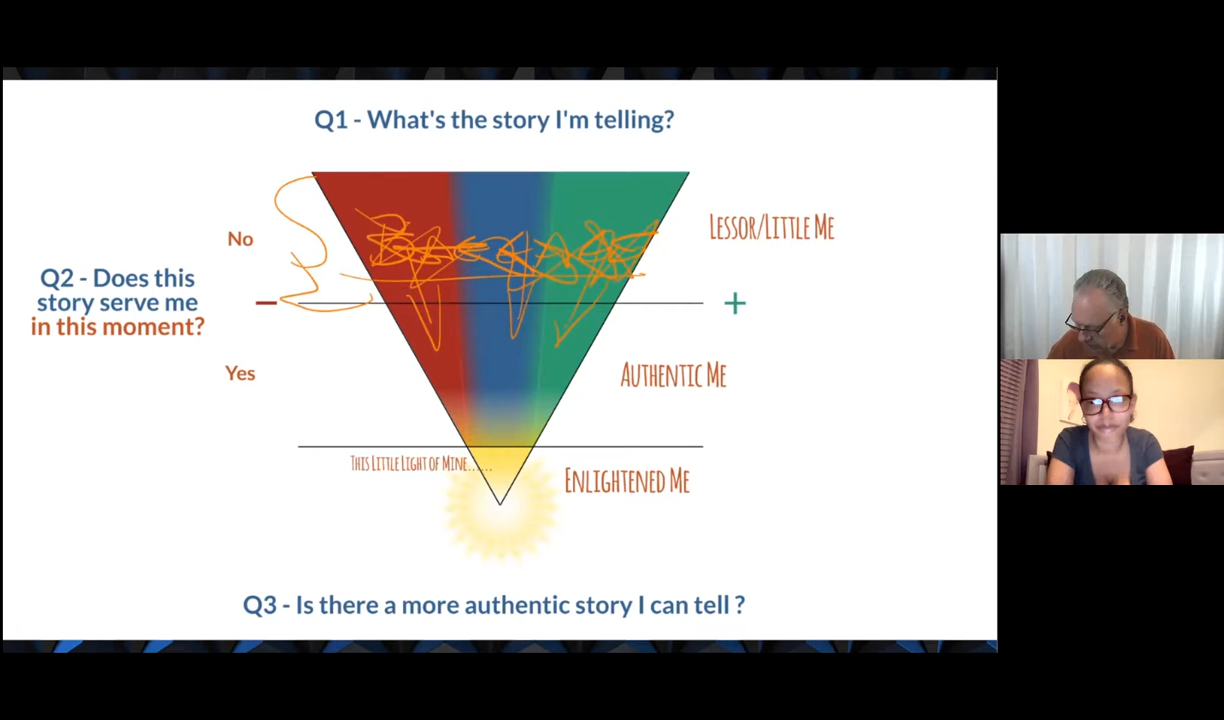 Q1 - What's the story I'm telling?
No
Lessor/Little Me
Q2 - Does this
story serve me
in this moment?
−
+
Yes
Authentic Me
This Little Light of Mine......
Enlightened Me
Q3 - Is there a more authentic story I can tell ?